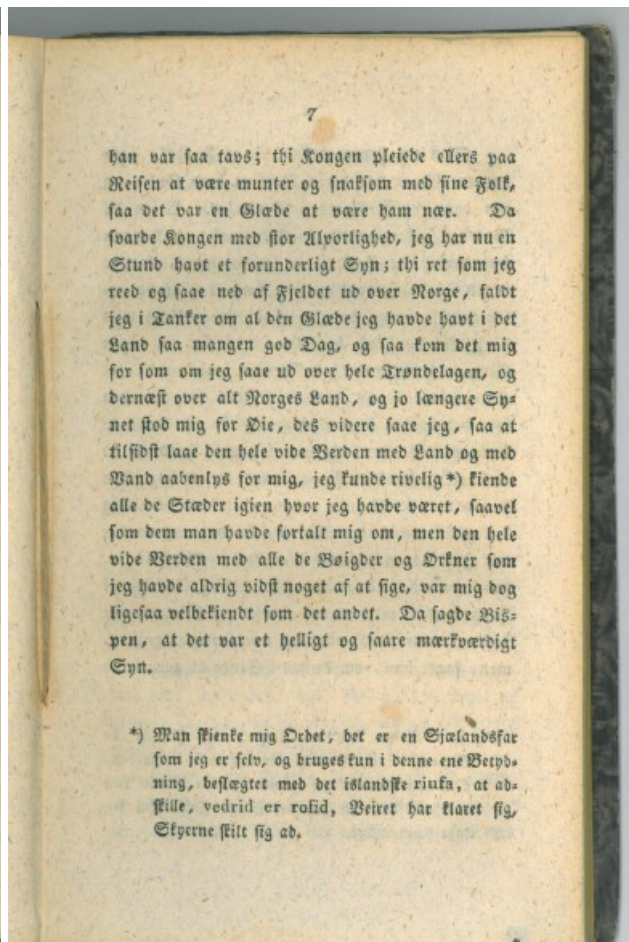 7
han var saa tavs; thi Kongen pleiede ellers paa
Reisen at være munter og snaksom med sine Folk,
saa det var en Glæde at være ham nær. Da
svarde Kongen med stor Alvorlighed, jeg har nu en
Stund havt et forunderligt Syn; thi ret som jeg
reed og saae ned af Fjeldet ud over Norge, faldt
jeg i Tanker om al den Glæde jeg havde havt i det
Land saa mangen god Dag, og saa kom det mig
for som om jeg saae ud over hele Trøndelagen, og
dernæst over alt Norges Land, og jo længere Sy-
net stod mig for Øie, des videre saae jeg, saa at
tilsidst laae den hele vide Verden med Land og med
Vand aabenlys for mig, jeg kunde rivelig *) kiende
alle de Stæder igien hvor jeg havde været, saavel
som dem man havde fortalt mig om, men den hele
vide Verden med alle de Bøigder og Ørkner som
jeg havde aldrig vidst noget af at sige, var mig dog
ligesaa velbekiendt som det andet. Da sagde Bis-
pen, at det var et helligt og saare mærkværdigt
Syn.
*) Man skienke mig Ordet, det er en Sjælandsfar
som jeg er selv, og bruges kun i denne ene Betyd-
ning, beslægtet med det islandske riufa, at ad-
skille, vedrid er rofid, Veiret har klaret sig,
Skyerne skilt sig ad.